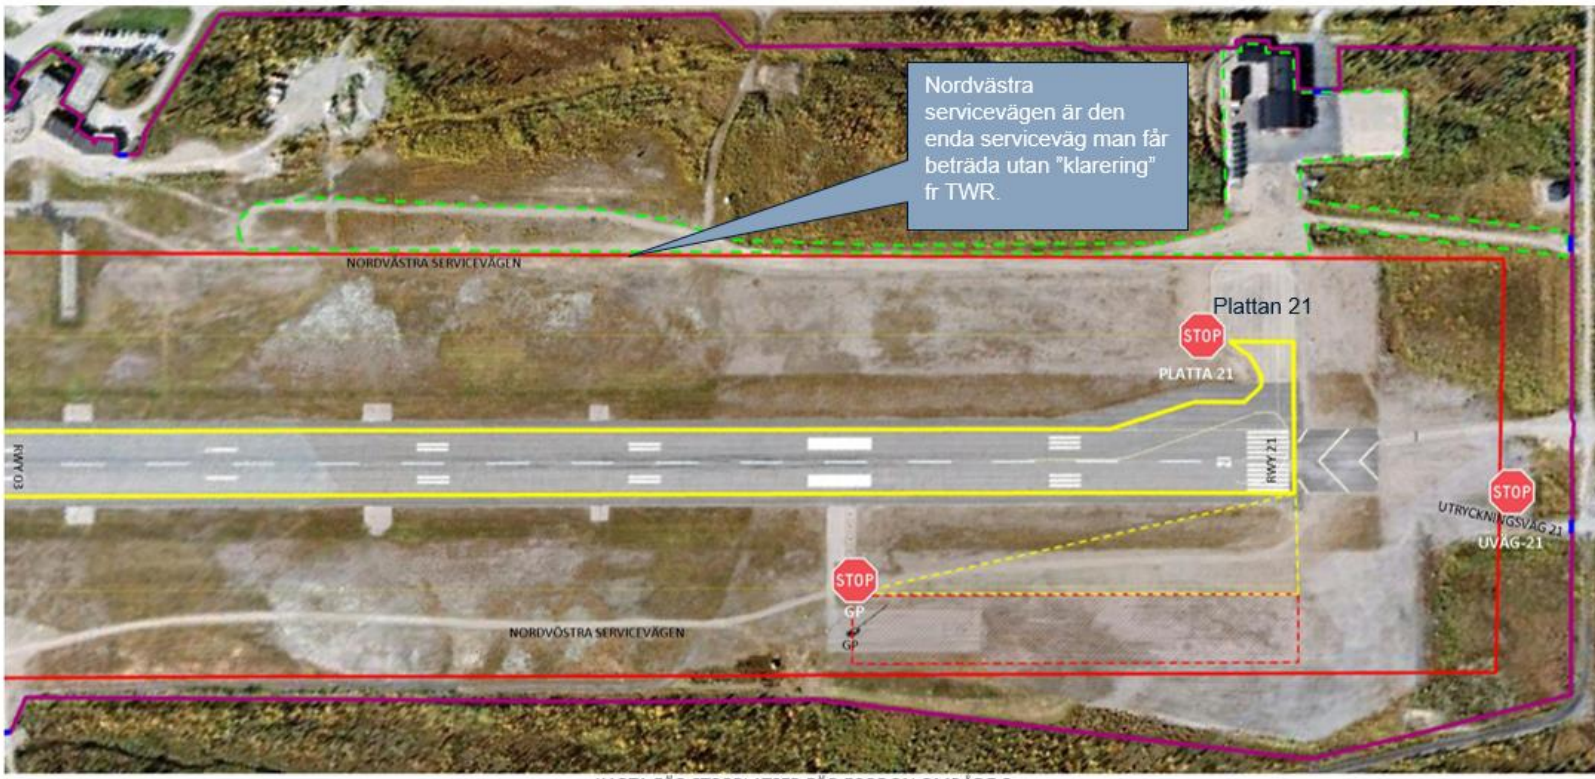 Nordvästra
servicevägen är den
enda serviceväg man får
beträda utan "klarering"
fr TWR.
NORDVÄSTRA SERVICEVÄGEN
Plattan 21
STOP
PLATTA 21
RWY 03
RWY 21
21
STOP
UTRYCKNINGSVÄG 21
UVÄG-21
STOP
GP
GP
NORDVÖSTRA SERVICEVÄGEN